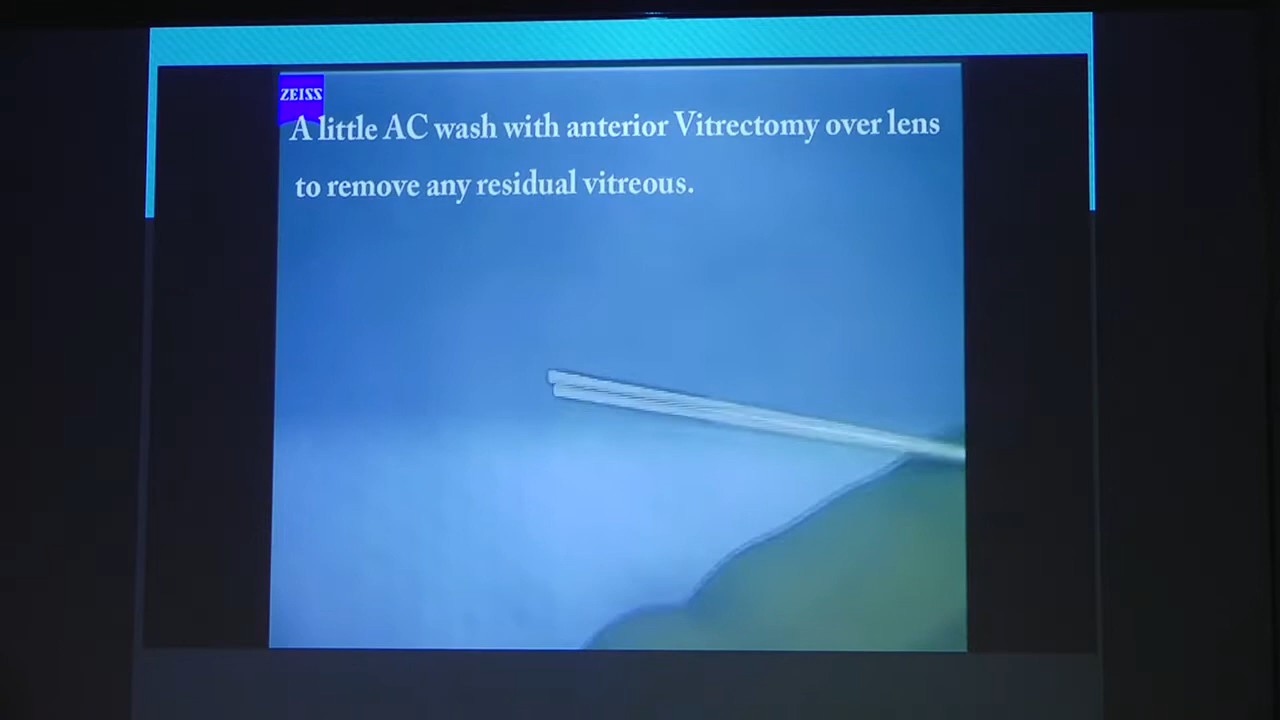 ZEISS
A little AC wash with anterior Vitrectomy over lens
to remove any residual vitreous.